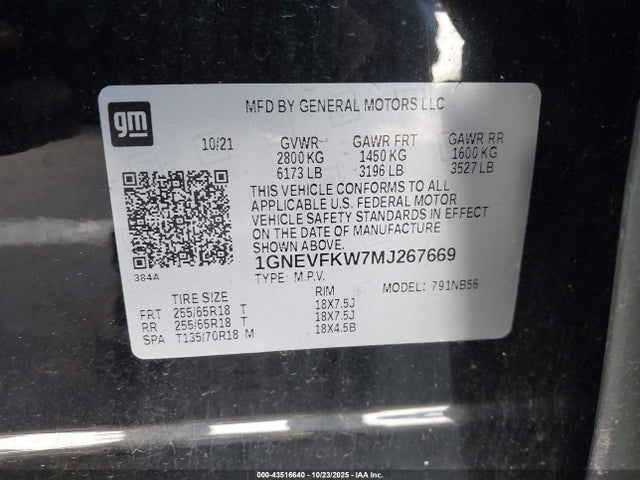 gm
MFD BY GENERAL MOTORS LLC
10/21 GVWR GAWR FRT GAWR RR
2800 KG 1450 KG 1600 KG
6173 LB 3196 LB 3527 LB
THIS VEHICLE CONFORMS TO ALL
APPLICABLE U.S. FEDERAL MOTOR
VEHICLE SAFETY STANDARDS IN EFFECT
ON THE DATE OF MANUFACTURE
SHOWN ABOVE.
1GNEVFKW7MJ267669
384A
TYPE: M.P.V. MODEL: 791NB56
TIRE SIZE RIM
FRT 255/65R18 T 18X7.5J
RR 255/65R18 T 18X7.5J
SPA T135/70R18 M 18X4.5B
000-43516640 - 10/23/2025 - IAA Inc.